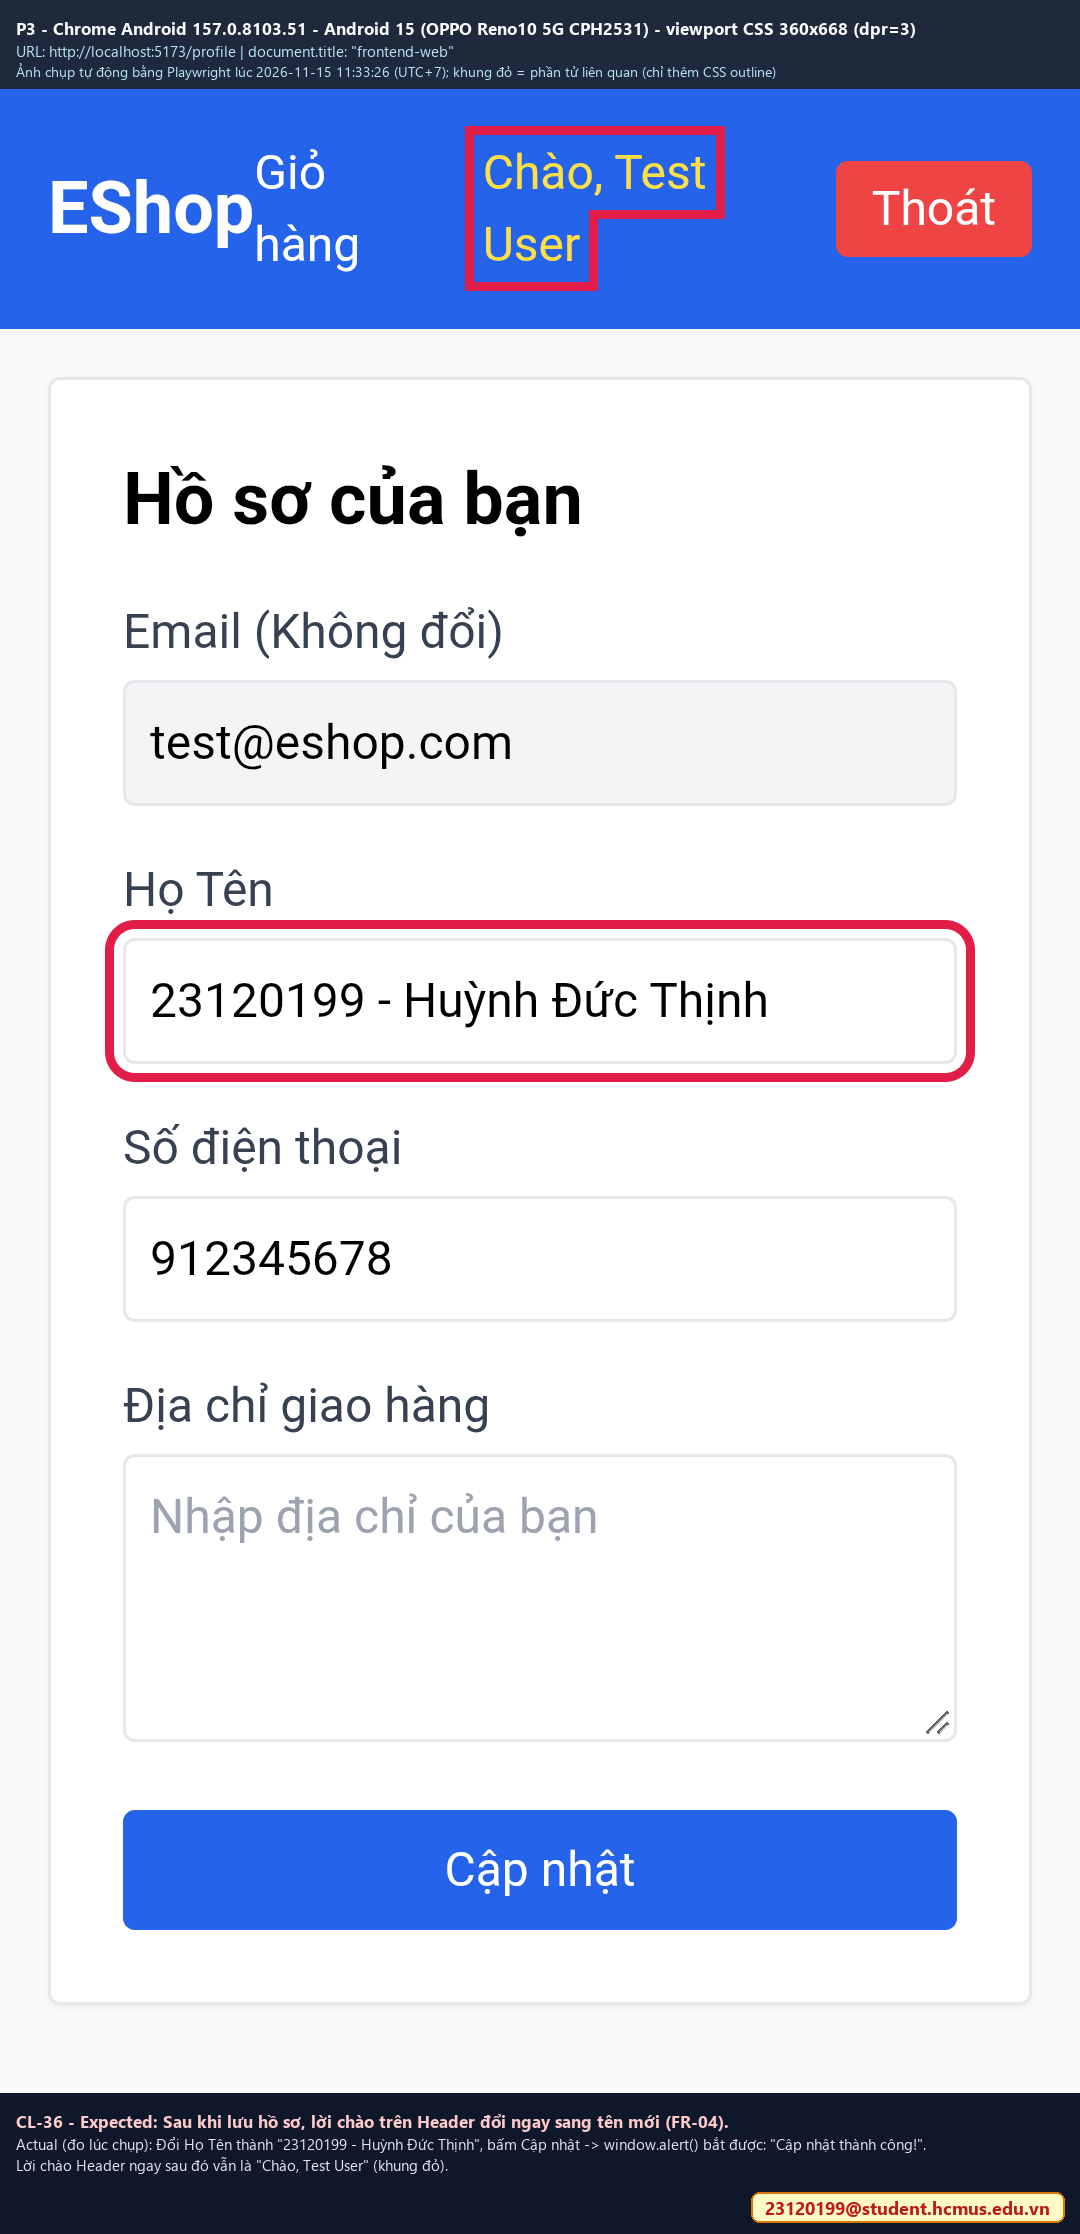 P3 - Chrome Android 157.0.8103.51 - Android 15 (OPPO Reno10 5G CPH2531) - viewport CSS 360x668 (dpr=3)
URL: http://localhost:5173/profile | document.title: "frontend-web"
Ảnh chụp tự động bằng Playwright lúc 2026-11-15 11:33:26 (UTC+7); khung đỏ = phần tử liên quan (chỉ thêm CSS outline)
EShop
Giỏ
hàng
Chào, Test
User
Thoát
Hồ sơ của bạn
Email (Không đổi)
test@eshop.com
Họ Tên
23120199 - Huỳnh Đức Thịnh
Số điện thoại
912345678
Địa chỉ giao hàng
Nhập địa chỉ của bạn
Cập nhật
CL-36 - Expected: Sau khi lưu hồ sơ, lời chào trên Header đổi ngay sang tên mới (FR-04).
Actual (đo lúc chụp): Đổi Họ Tên thành "23120199 - Huỳnh Đức Thịnh", bấm Cập nhật -> window.alert() bắt được: "Cập nhật thành công!".
Lời chào Header ngay sau đó vẫn là "Chào, Test User" (khung đỏ).
23120199@student.hcmus.edu.vn